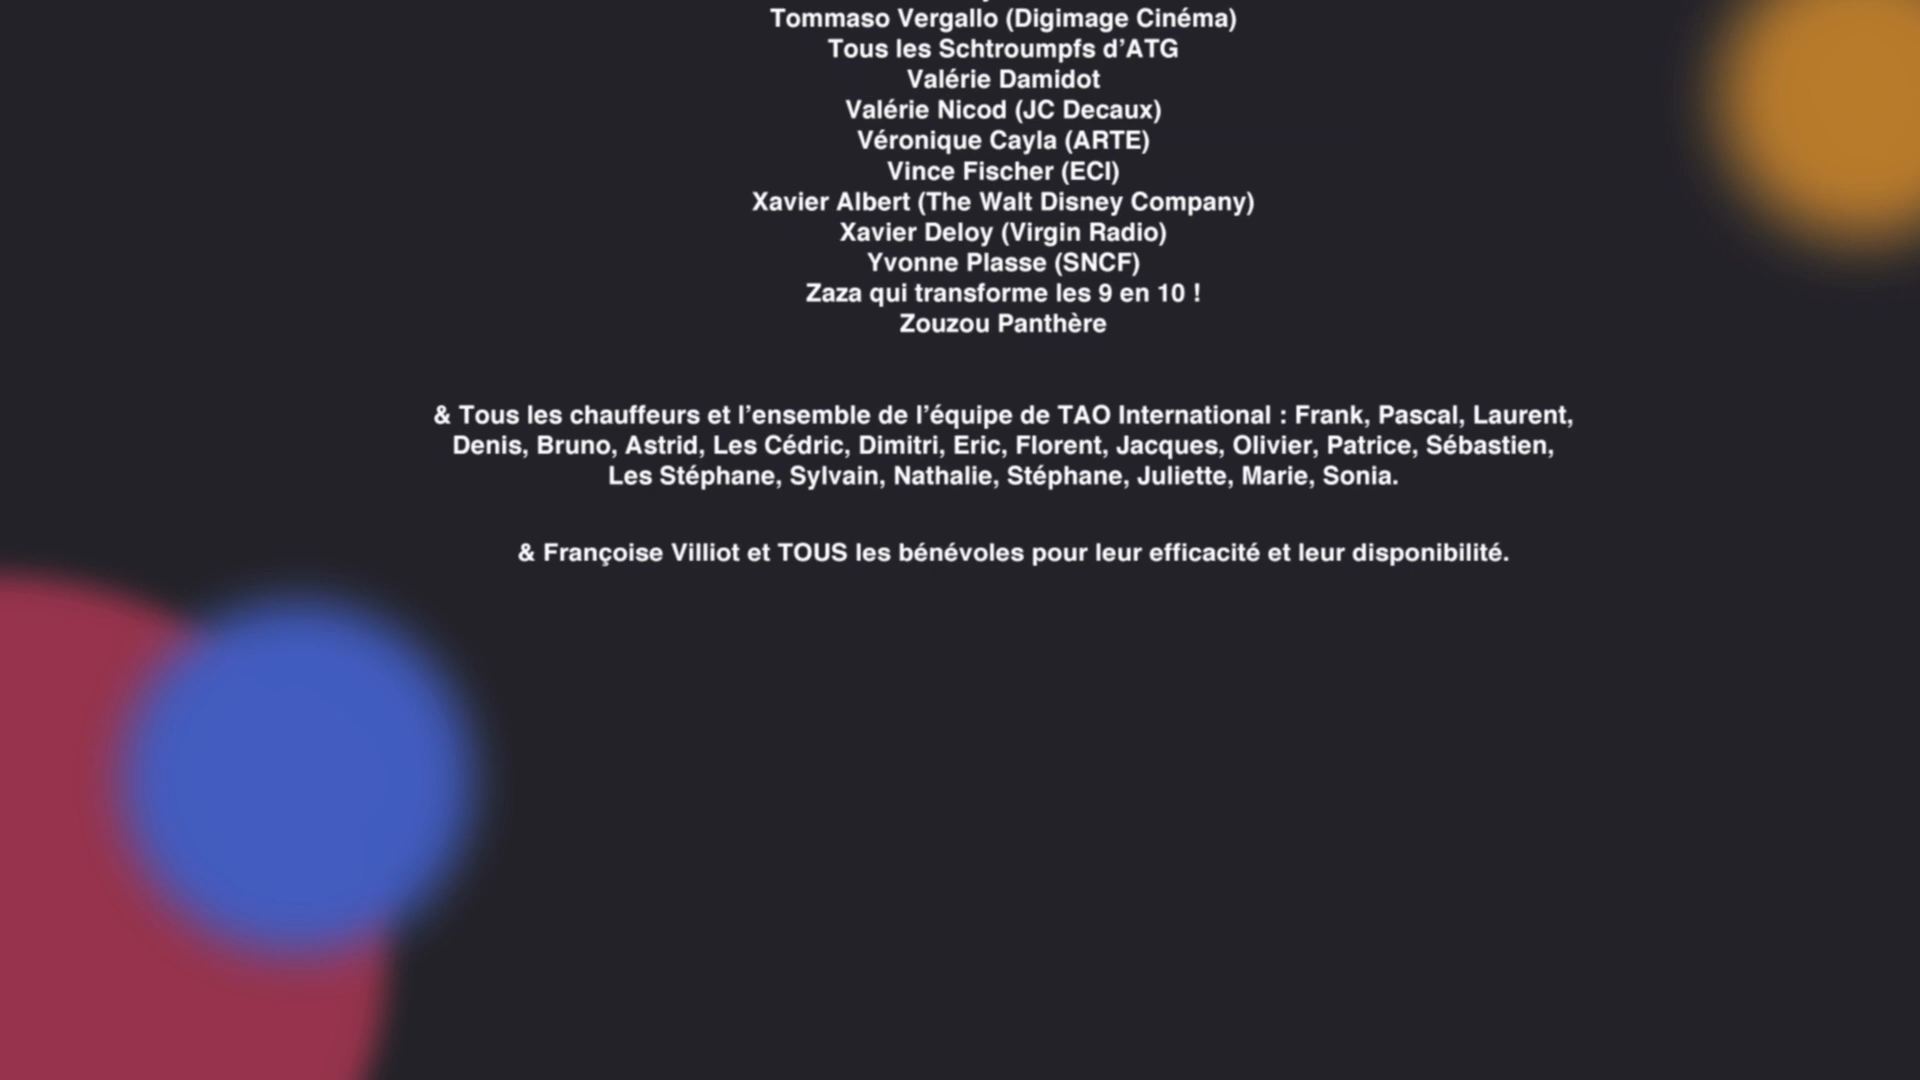 Tommaso Vergallo (Digimage Cinéma)
Tous les Schtroumpfs d’ATG
Valérie Damidot
Valérie Nicod (JC Decaux)
Véronique Cayla (ARTE)
Vince Fischer (ECI)
Xavier Albert (The Walt Disney Company)
Xavier Deloy (Virgin Radio)
Yvonne Plasse (SNCF)
Zaza qui transforme les 9 en 10 !
Zouzou Panthère
& Tous les chauffeurs et l’ensemble de l’équipe de TAO International : Frank, Pascal, Laurent,
Denis, Bruno, Astrid, Les Cédric, Dimitri, Eric, Florent, Jacques, Olivier, Patrice, Sébastien,
Les Stéphane, Sylvain, Nathalie, Stéphane, Juliette, Marie, Sonia.
& Françoise Villiot et TOUS les bénévoles pour leur efficacité et leur disponibilité.